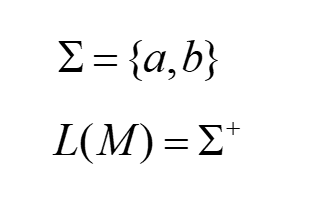 Σ = {a, b}
L(M) = Σ⁺